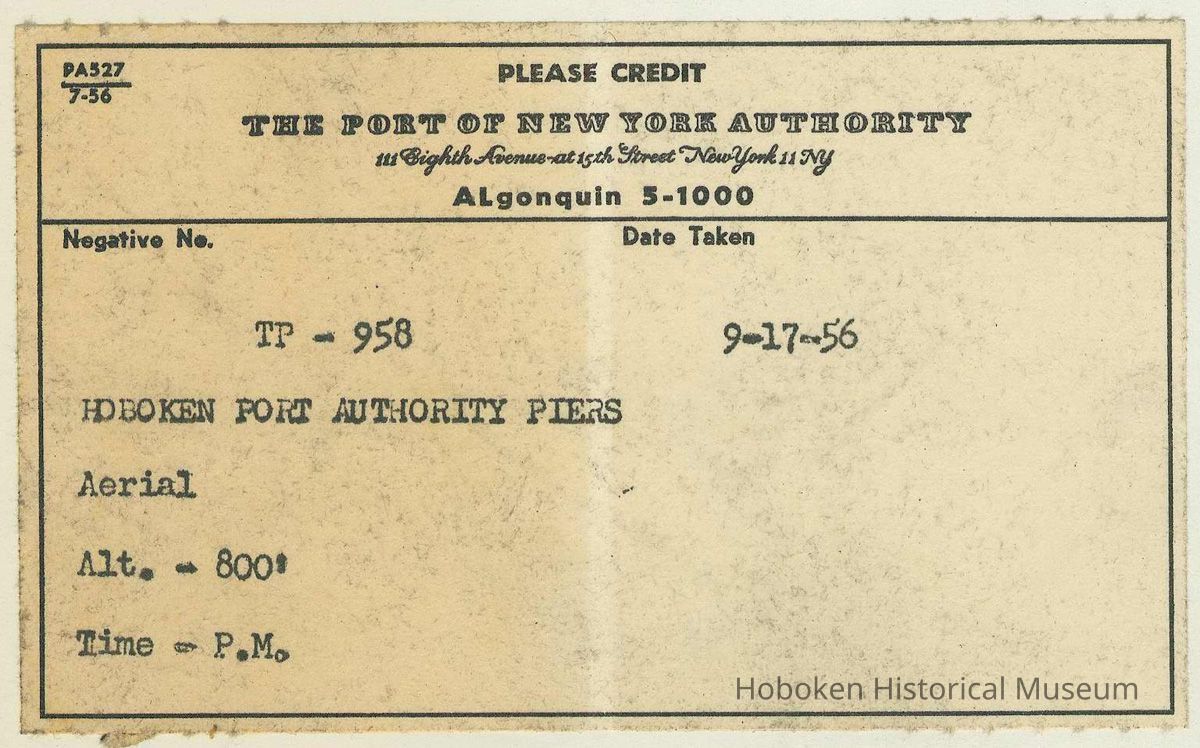 PA527
7-56
PLEASE CREDIT
THE PORT OF NEW YORK AUTHORITY
111 Eighth Avenue-at 15th Street New York 11 NY
ALgonquin 5-1000
Negative No. Date Taken
TP - 958 9-17-56
HOBOKEN PORT AUTHORITY PIERS
Aerial
Alt. - 800'
Time - P.M.
Hoboken Historical Museum